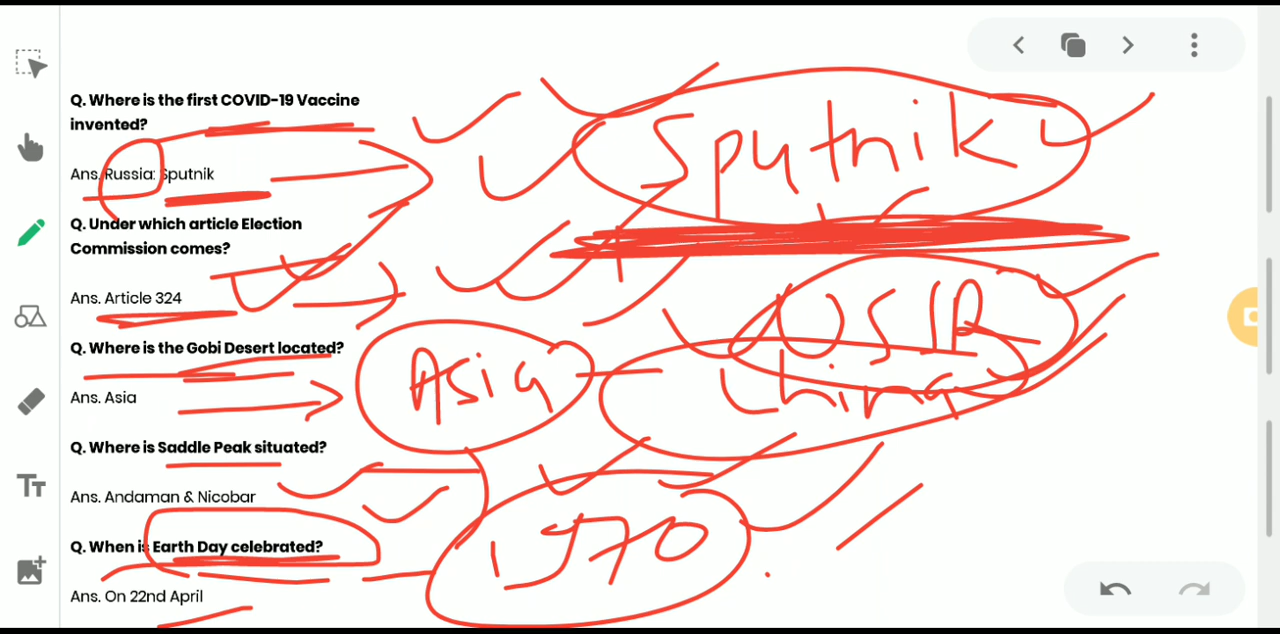 Q. Where is the first COVID-19 Vaccine
invented?
Ans. Russia: Sputnik
Q. Under which article Election
Commission comes?
Ans. Article 324
Q. Where is the Gobi Desert located?
Ans. Asia
Q. Where is Saddle Peak situated?
Ans. Andaman & Nicobar
Q. When is Earth Day celebrated?
Ans. On 22nd April
Sputnik
USSR
Asia
China
1970
TT